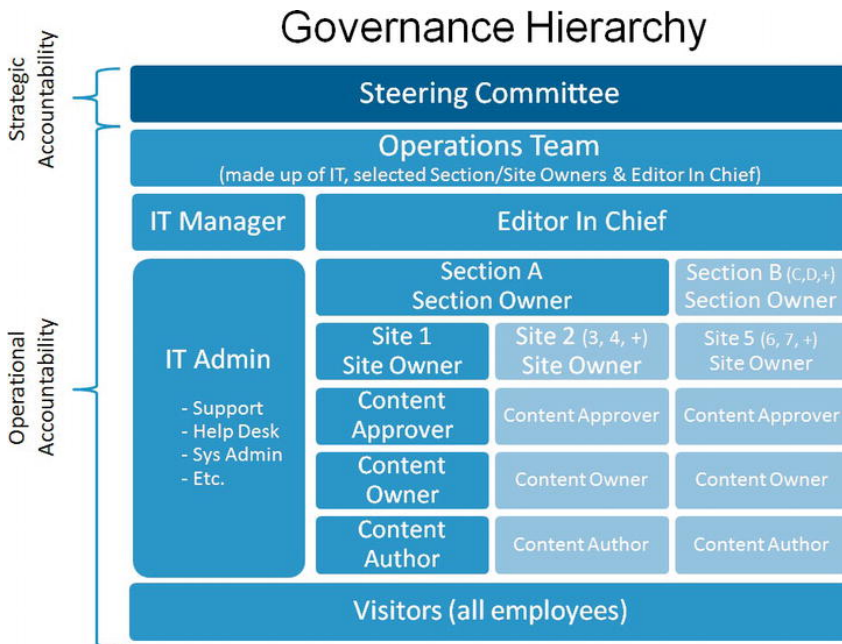 Governance Hierarchy
Strategic
Accountability
Steering Committee
Operational
Accountability
Operations Team
(made up of IT, selected Section/Site Owners & Editor In Chief)
IT Manager
Editor In Chief
IT Admin
- Support
- Help Desk
- Sys Admin
- Etc.
Section A
Section Owner
Section B (C,D,+)
Section Owner
Site 1
Site Owner
Site 2 (3, 4, +)
Site Owner
Site 5 (6, 7, +)
Site Owner
Content
Approver
Content Approver
Content Approver
Content
Owner
Content Owner
Content Owner
Content
Author
Content Author
Content Author
Visitors (all employees)